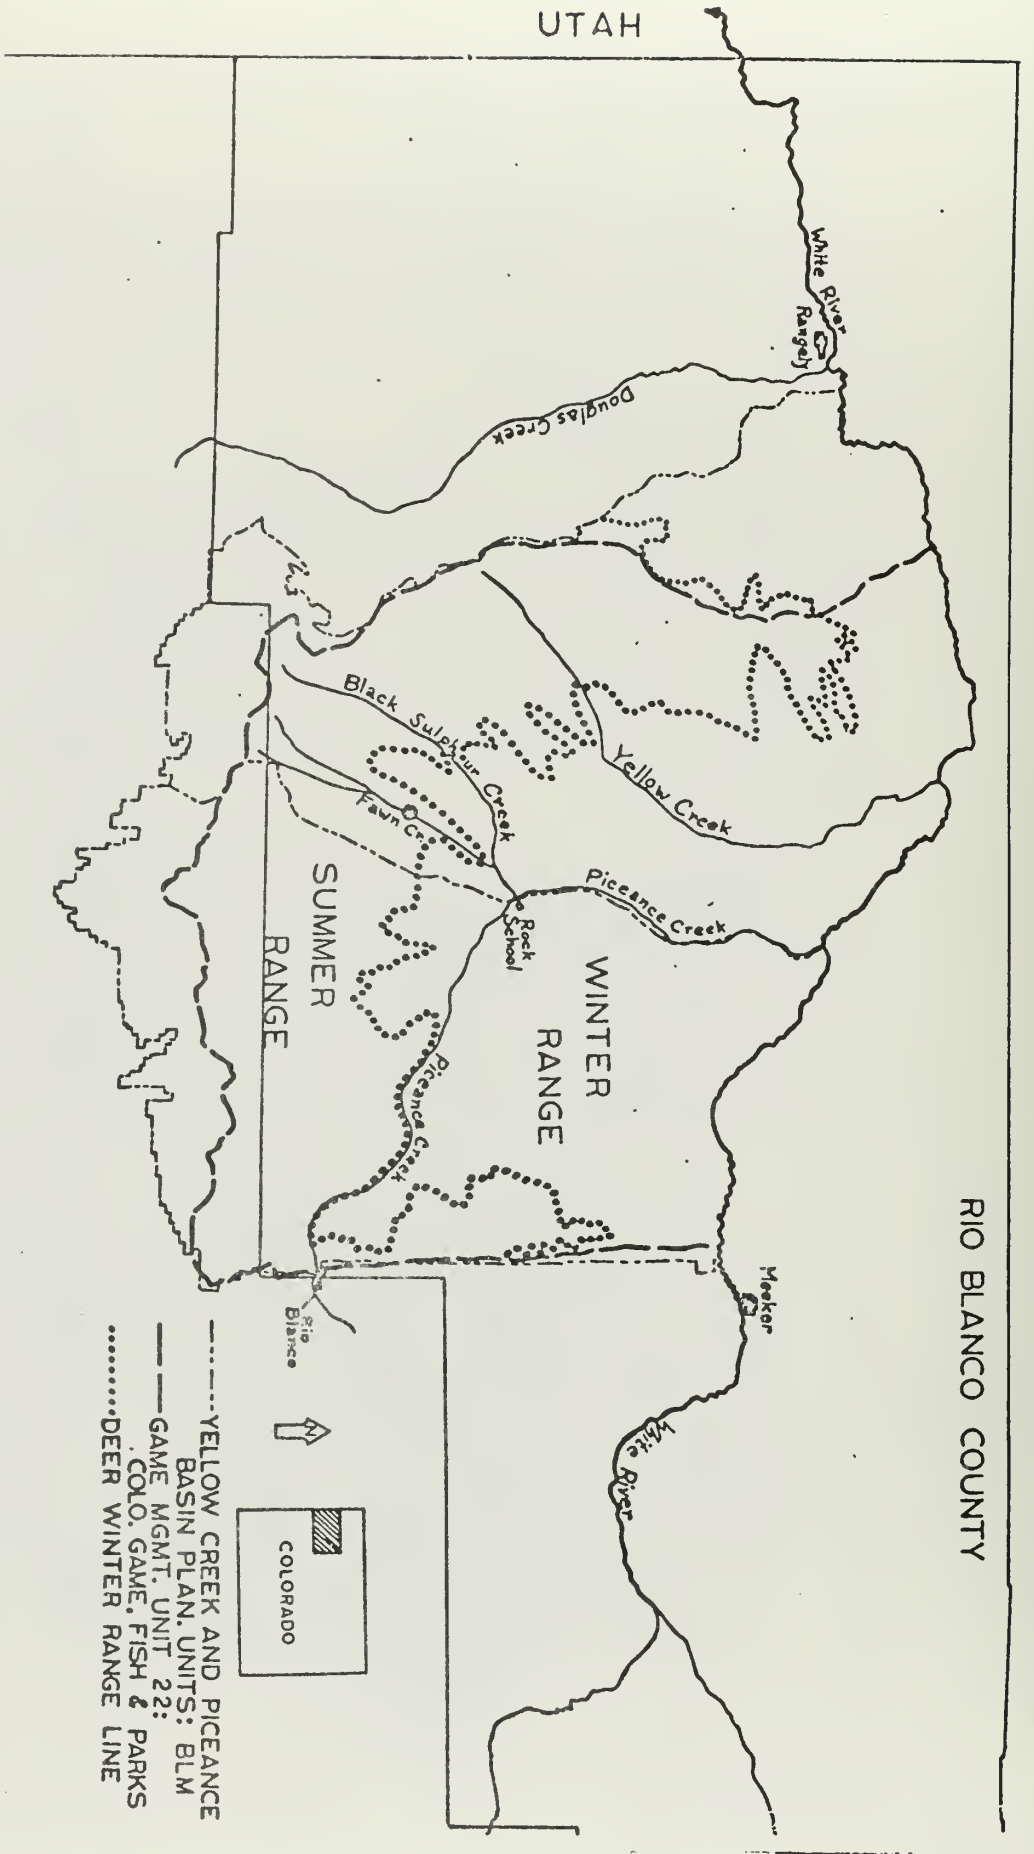 UTAH
RIO BLANCO COUNTY
White River
Rangely
Douglas Creek
Yellow Creek
Black Sulphur Creek
Fawn Cr
Piceance Creek
Rock
School
WINTER
RANGE
SUMMER
RANGE
Piceance Creek
Meeker
White River
Rio
Blanco
N
COLORADO
YELLOW CREEK AND PICEANCE
BASIN PLAN. UNITS: BLM
GAME MGMT. UNIT 22:
COLO. GAME, FISH & PARKS
DEER WINTER RANGE LINE